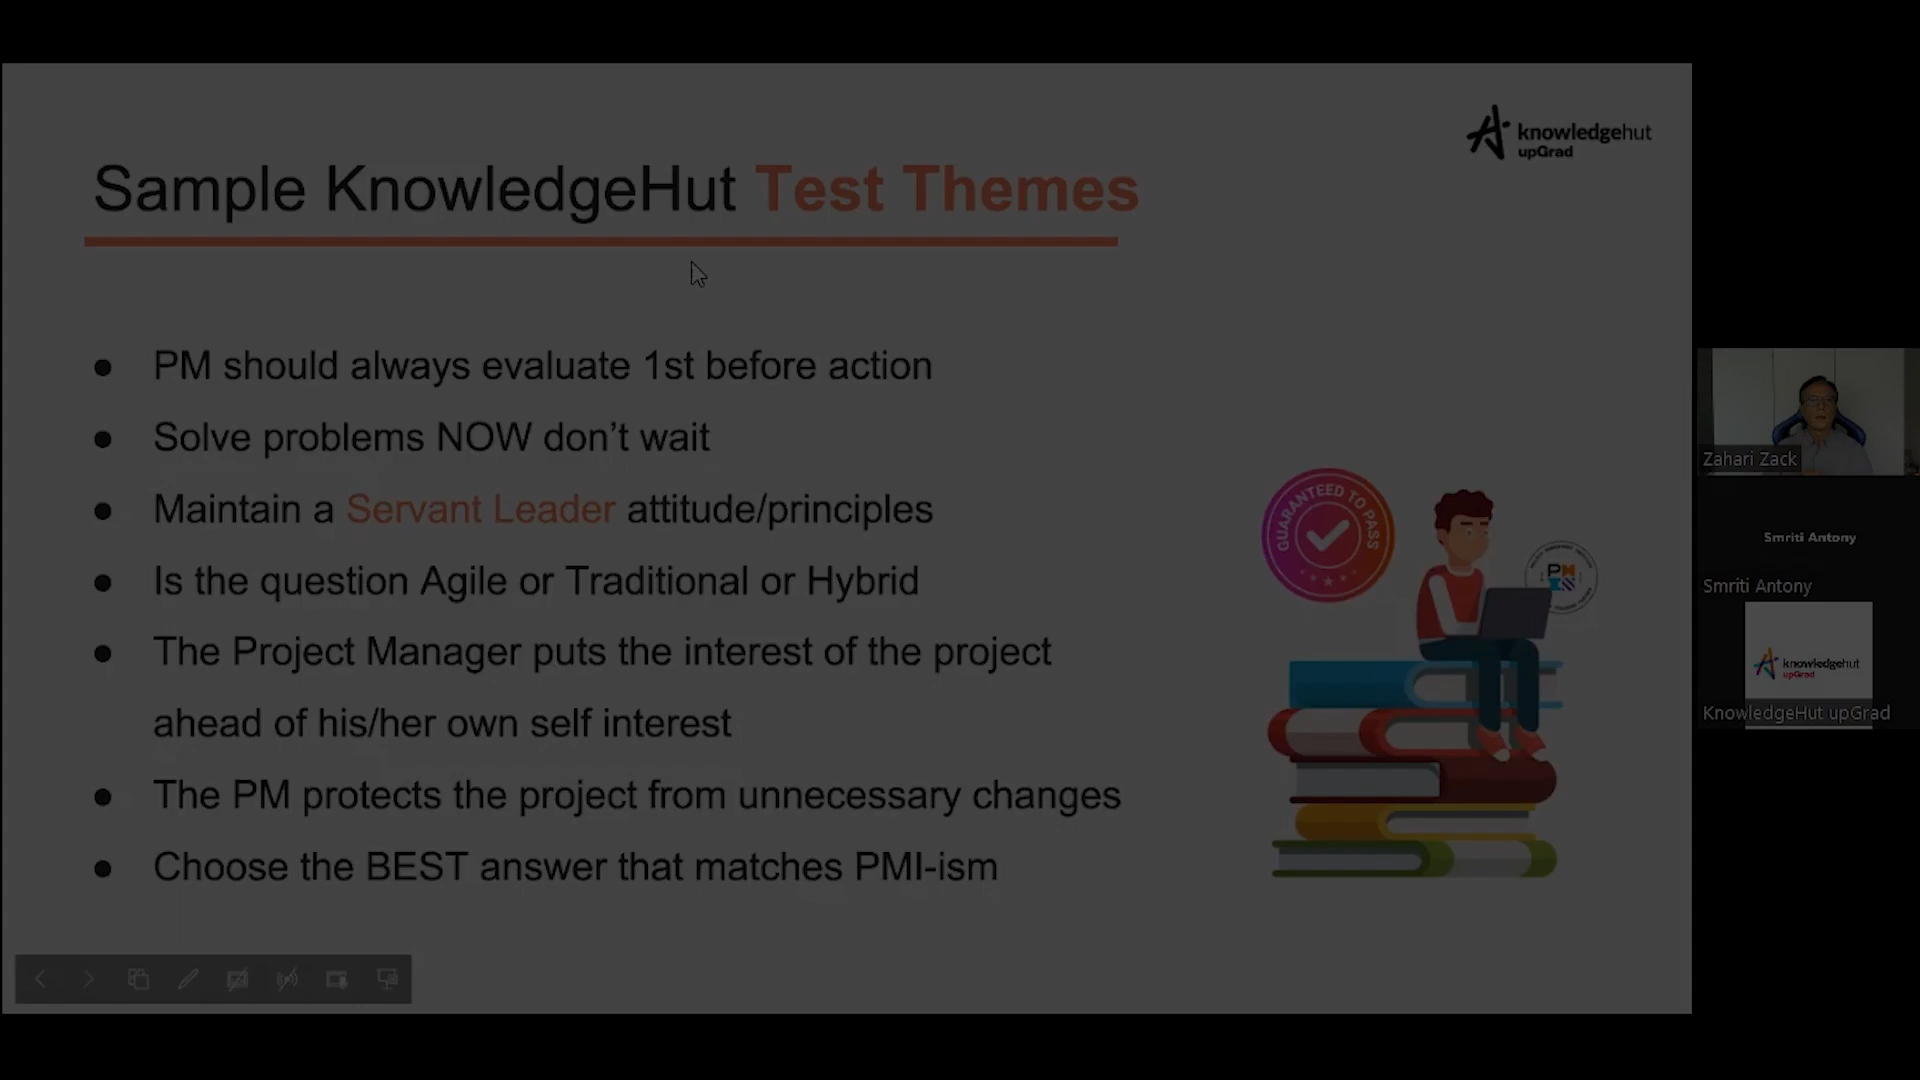 knowledgehut
upGrad
Sample KnowledgeHut Test Themes
● PM should always evaluate 1st before action
● Solve problems NOW don't wait
● Maintain a Servant Leader attitude/principles
● Is the question Agile or Traditional or Hybrid
● The Project Manager puts the interest of the project
ahead of his/her own self interest
● The PM protects the project from unnecessary changes
● Choose the BEST answer that matches PMI-ism
GUARANTEED TO PASS
Zahari Zack
Smriti Antony
Smriti Antony
knowledgehut
upGrad
KnowledgeHut upGrad